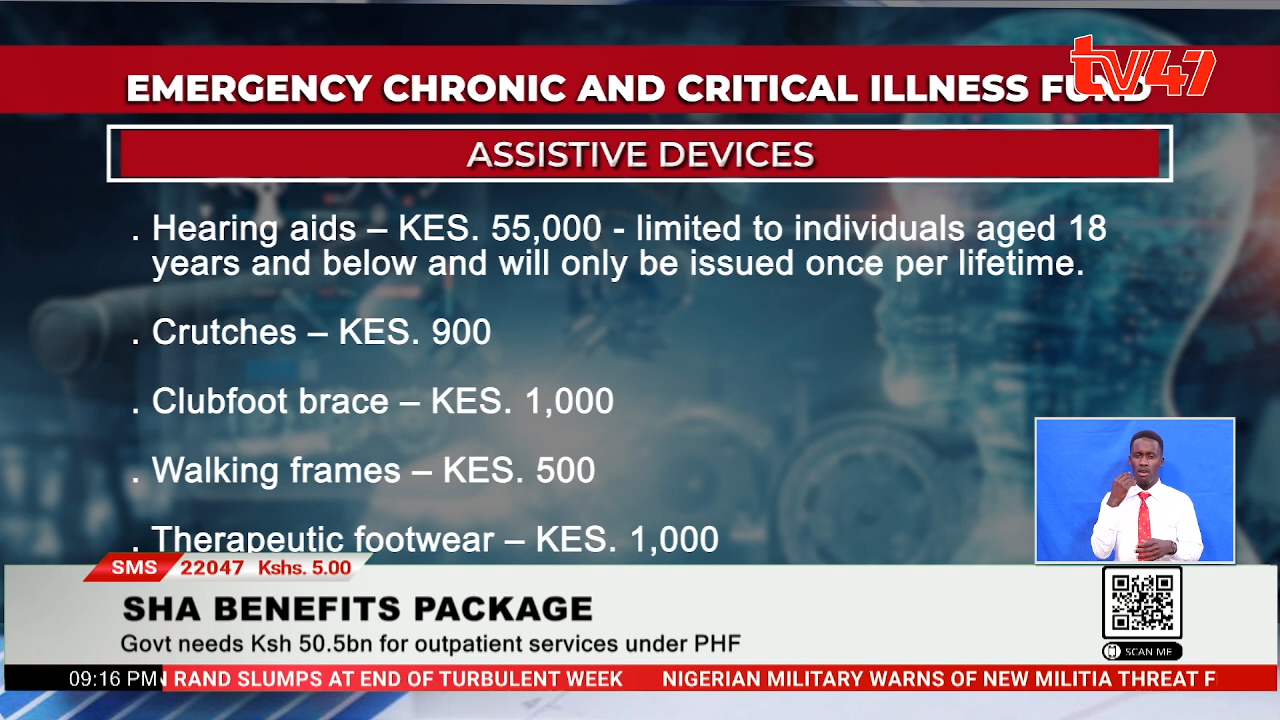 tv47
EMERGENCY CHRONIC AND CRITICAL ILLNESS FUND
ASSISTIVE DEVICES
. Hearing aids – KES. 55,000 - limited to individuals aged 18
years and below and will only be issued once per lifetime.
. Crutches – KES. 900
. Clubfoot brace – KES. 1,000
. Walking frames – KES. 500
. Therapeutic footwear – KES. 1,000
SMS 22047 Kshs. 5.00
SHA BENEFITS PACKAGE
Govt needs Ksh 50.5bn for outpatient services under PHF
SCAN ME
09:16 PM N RAND SLUMPS AT END OF TURBULENT WEEK NIGERIAN MILITARY WARNS OF NEW MILITIA THREAT F